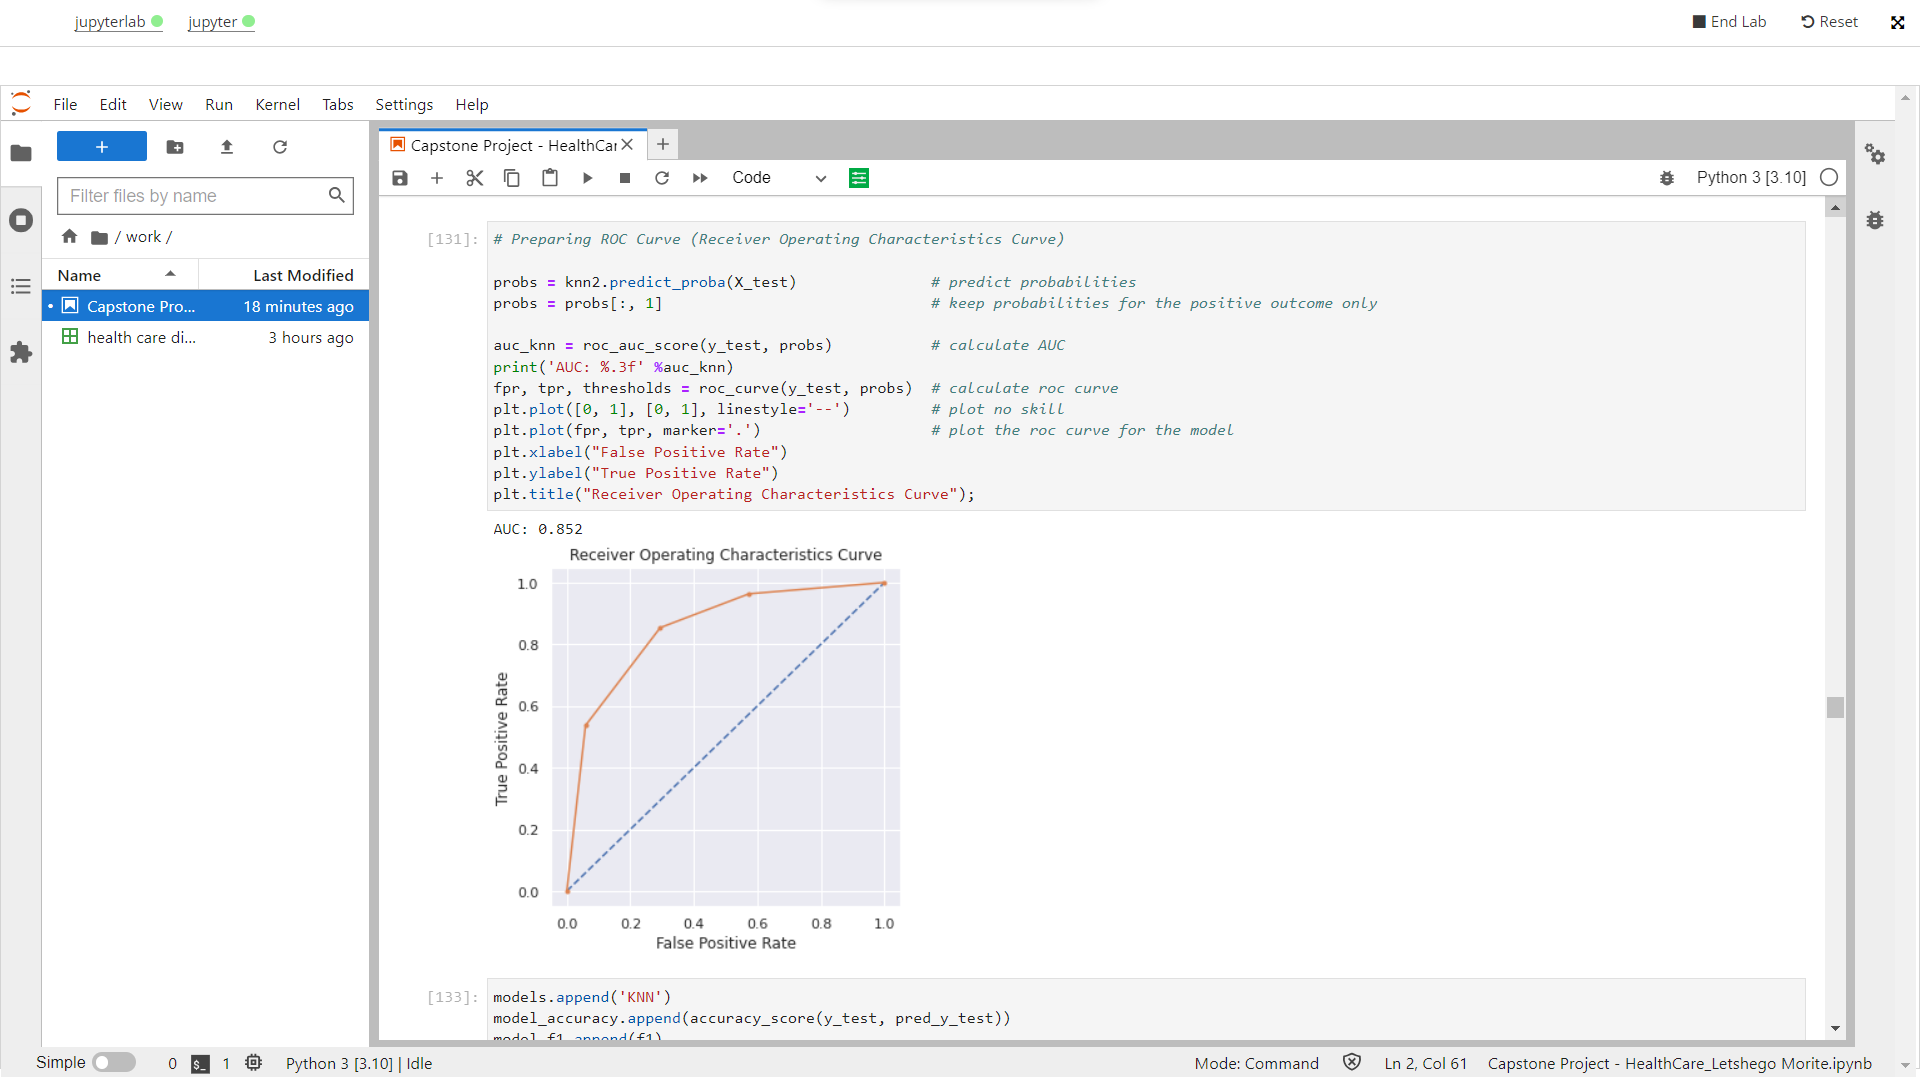 jupyterlab jupyter End Lab Reset
File Edit View Run Kernel Tabs Settings Help
+
Filter files by name
/ work /
Name Last Modified
• Capstone Pro... 18 minutes ago
health care di... 3 hours ago
Capstone Project - HealthCar
Code Python 3 [3.10]
[131]: # Preparing ROC Curve (Receiver Operating Characteristics Curve)
probs = knn2.predict_proba(X_test) # predict probabilities
probs = probs[:, 1] # keep probabilities for the positive outcome only
auc_knn = roc_auc_score(y_test, probs) # calculate AUC
print('AUC: %.3f' %auc_knn)
fpr, tpr, thresholds = roc_curve(y_test, probs) # calculate roc curve
plt.plot([0, 1], [0, 1], linestyle='--') # plot no skill
plt.plot(fpr, tpr, marker='.') # plot the roc curve for the model
plt.xlabel("False Positive Rate")
plt.ylabel("True Positive Rate")
plt.title("Receiver Operating Characteristics Curve");
AUC: 0.852
Receiver Operating Characteristics Curve
1.0
0.8
0.6
0.4
0.2
0.0
True Positive Rate
0.0 0.2 0.4 0.6 0.8 1.0
False Positive Rate
[133]: models.append('KNN')
model_accuracy.append(accuracy_score(y_test, pred_y_test))
model_f1.append(f1)
Simple 0 $_ 1 Python 3 [3.10] | Idle Mode: Command Ln 2, Col 61 Capstone Project - HealthCare_Letshego Morite.ipynb